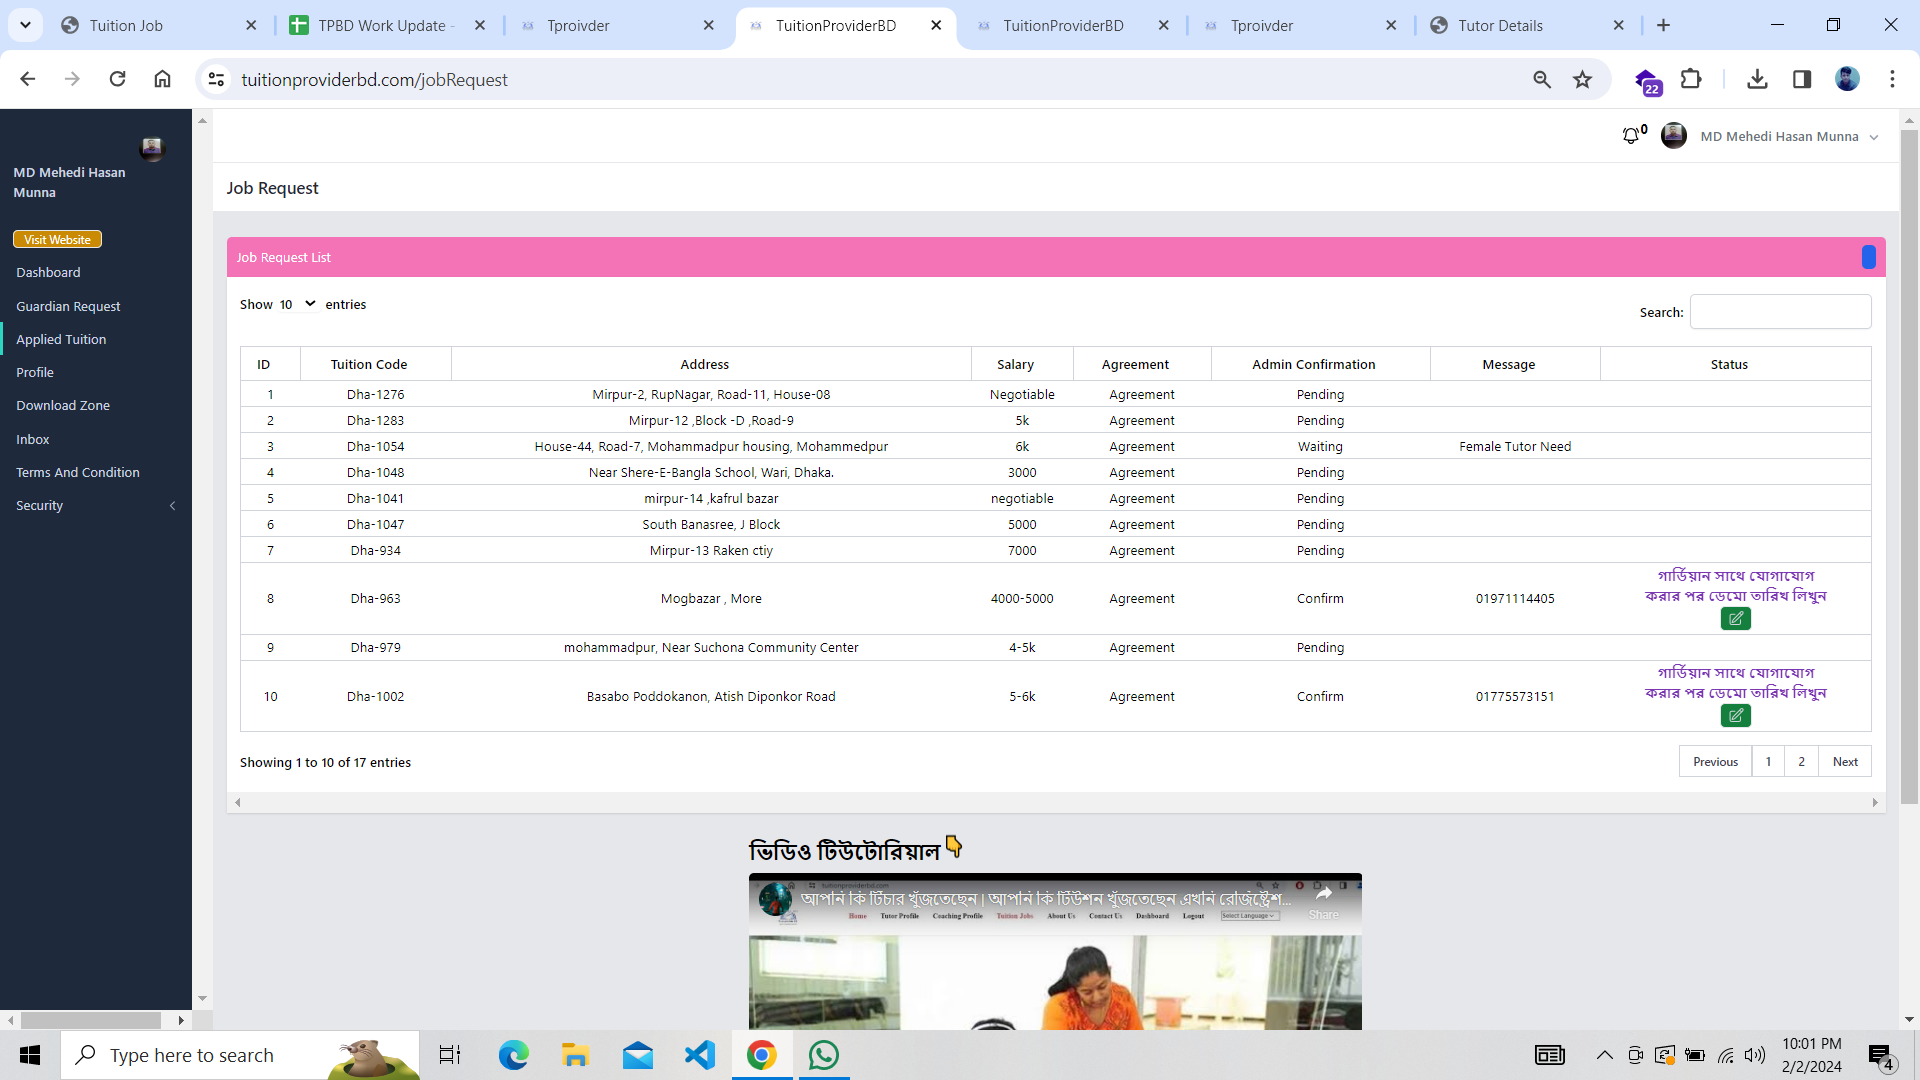 Tuition Job
TPBD Work Update -
Tproivder
TuitionProviderBD
TuitionProviderBD
Tproivder
Tutor Details
tuitionproviderbd.com/jobRequest
22
MD Mehedi Hasan
Munna
Visit Website
Dashboard
Guardian Request
Applied Tuition
Profile
Download Zone
Inbox
Terms And Condition
Security
0
MD Mehedi Hasan Munna
Job Request
Job Request List
Show 10 entries
Search:
ID Tuition Code Address Salary Agreement Admin Confirmation Message Status
1 Dha-1276 Mirpur-2, RupNagar, Road-11, House-08 Negotiable Agreement Pending
2 Dha-1283 Mirpur-12 ,Block -D ,Road-9 5k Agreement Pending
3 Dha-1054 House-44, Road-7, Mohammadpur housing, Mohammedpur 6k Agreement Waiting Female Tutor Need
4 Dha-1048 Near Shere-E-Bangla School, Wari, Dhaka. 3000 Agreement Pending
5 Dha-1041 mirpur-14 ,kafrul bazar negotiable Agreement Pending
6 Dha-1047 South Banasree, J Block 5000 Agreement Pending
7 Dha-934 Mirpur-13 Raken ctiy 7000 Agreement Pending
8 Dha-963 Mogbazar , More 4000-5000 Agreement Confirm 01971114405
গার্ডিয়ান সাথে যোগাযোগ
করার পর ডেমো তারিখ লিখুন
9 Dha-979 mohammadpur, Near Suchona Community Center 4-5k Agreement Pending
10 Dha-1002 Basabo Poddokanon, Atish Diponkor Road 5-6k Agreement Confirm 01775573151
গার্ডিয়ান সাথে যোগাযোগ
করার পর ডেমো তারিখ লিখুন
Showing 1 to 10 of 17 entries
Previous 1 2 Next
ভিডিও টিউটোরিয়াল
tuitionproviderbd.com
আপনি কি টিচার খুঁজতেছেন | আপনি কি টিউশন খুঁজতেছেন এখনি রেজিষ্ট্রেশ...
Share
Home Tutor Profile Coaching Profile Tuition Jobs About Us Contact Us Dashboard Logout Select Language
Type here to search
10:01 PM
2/2/2024
4